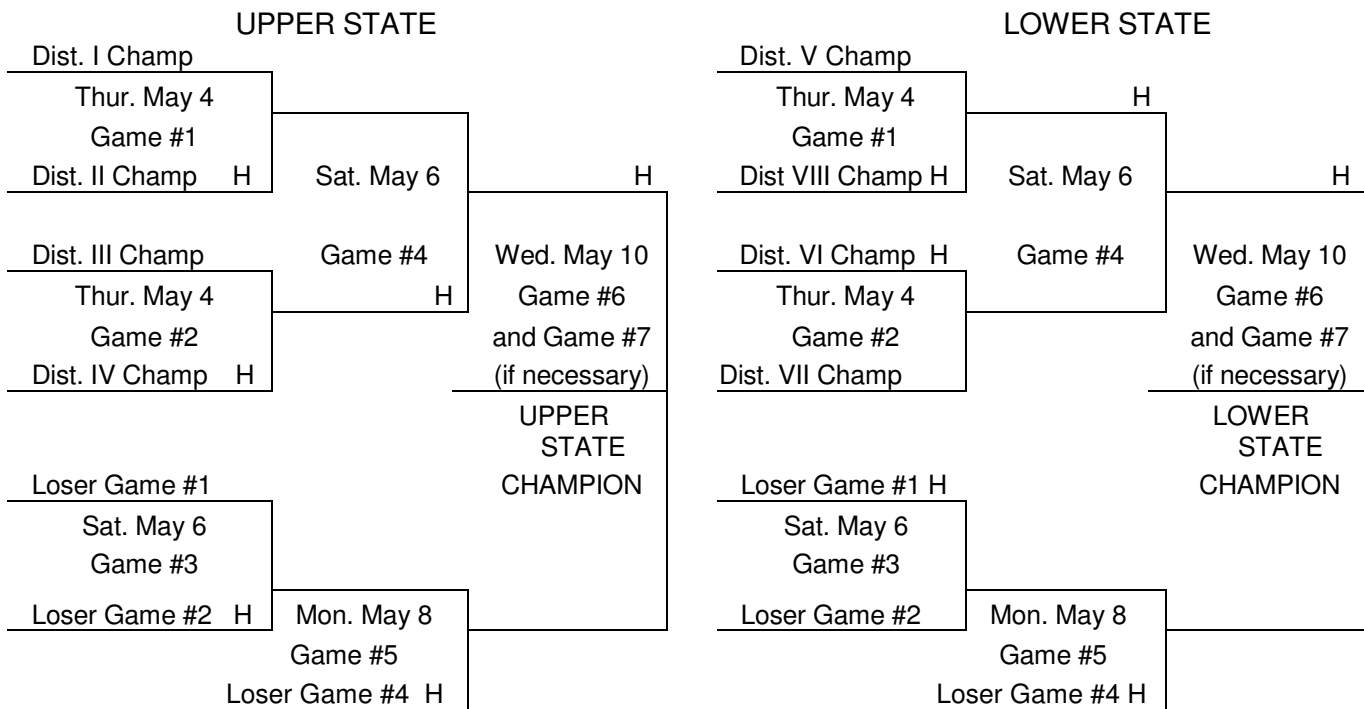 UPPER STATE
Dist. I Champ
Thur. May 4
Game #1
Dist. II Champ H
Sat. May 6
H
Dist. III Champ
Game #4
Wed. May 10
Thur. May 4
H
Game #6
Game #2
and Game #7
Dist. IV Champ H
(if necessary)
UPPER
STATE
CHAMPION
Loser Game #1
Sat. May 6
Game #3
Loser Game #2 H
Mon. May 8
Game #5
Loser Game #4 H
LOWER STATE
Dist. V Champ
Thur. May 4
H
Game #1
Dist VIII Champ H
Sat. May 6
H
Dist. VI Champ H
Game #4
Wed. May 10
Thur. May 4
Game #6
Game #2
and Game #7
Dist. VII Champ
(if necessary)
LOWER
STATE
CHAMPION
Loser Game #1 H
Sat. May 6
Game #3
Loser Game #2
Mon. May 8
Game #5
Loser Game #4 H